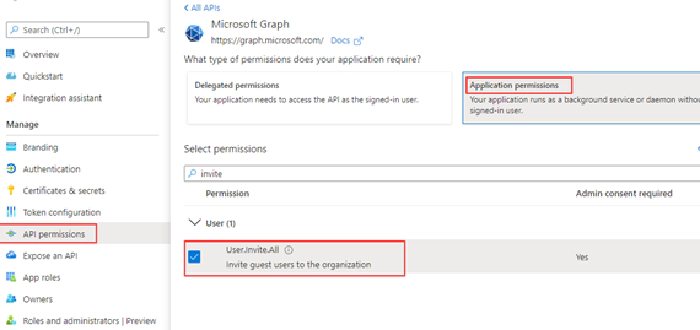 Search (Ctrl+/)
«
Overview
Quickstart
Integration assistant
Manage
Branding
Authentication
Certificates & secrets
Token configuration
API permissions
Expose an API
App roles
Owners
Roles and administrators | Preview
All APIs
Microsoft Graph
https://graph.microsoft.com/ Docs
What type of permissions does your application require?
Delegated permissions
Your application needs to access the API as the signed-in user.
Application permissions
Your application runs as a background service or daemon withou
signed-in user.
Select permissions
invite
Permission
Admin consent required
User (1)
User.Invite.All
Invite guest users to the organization
Yes